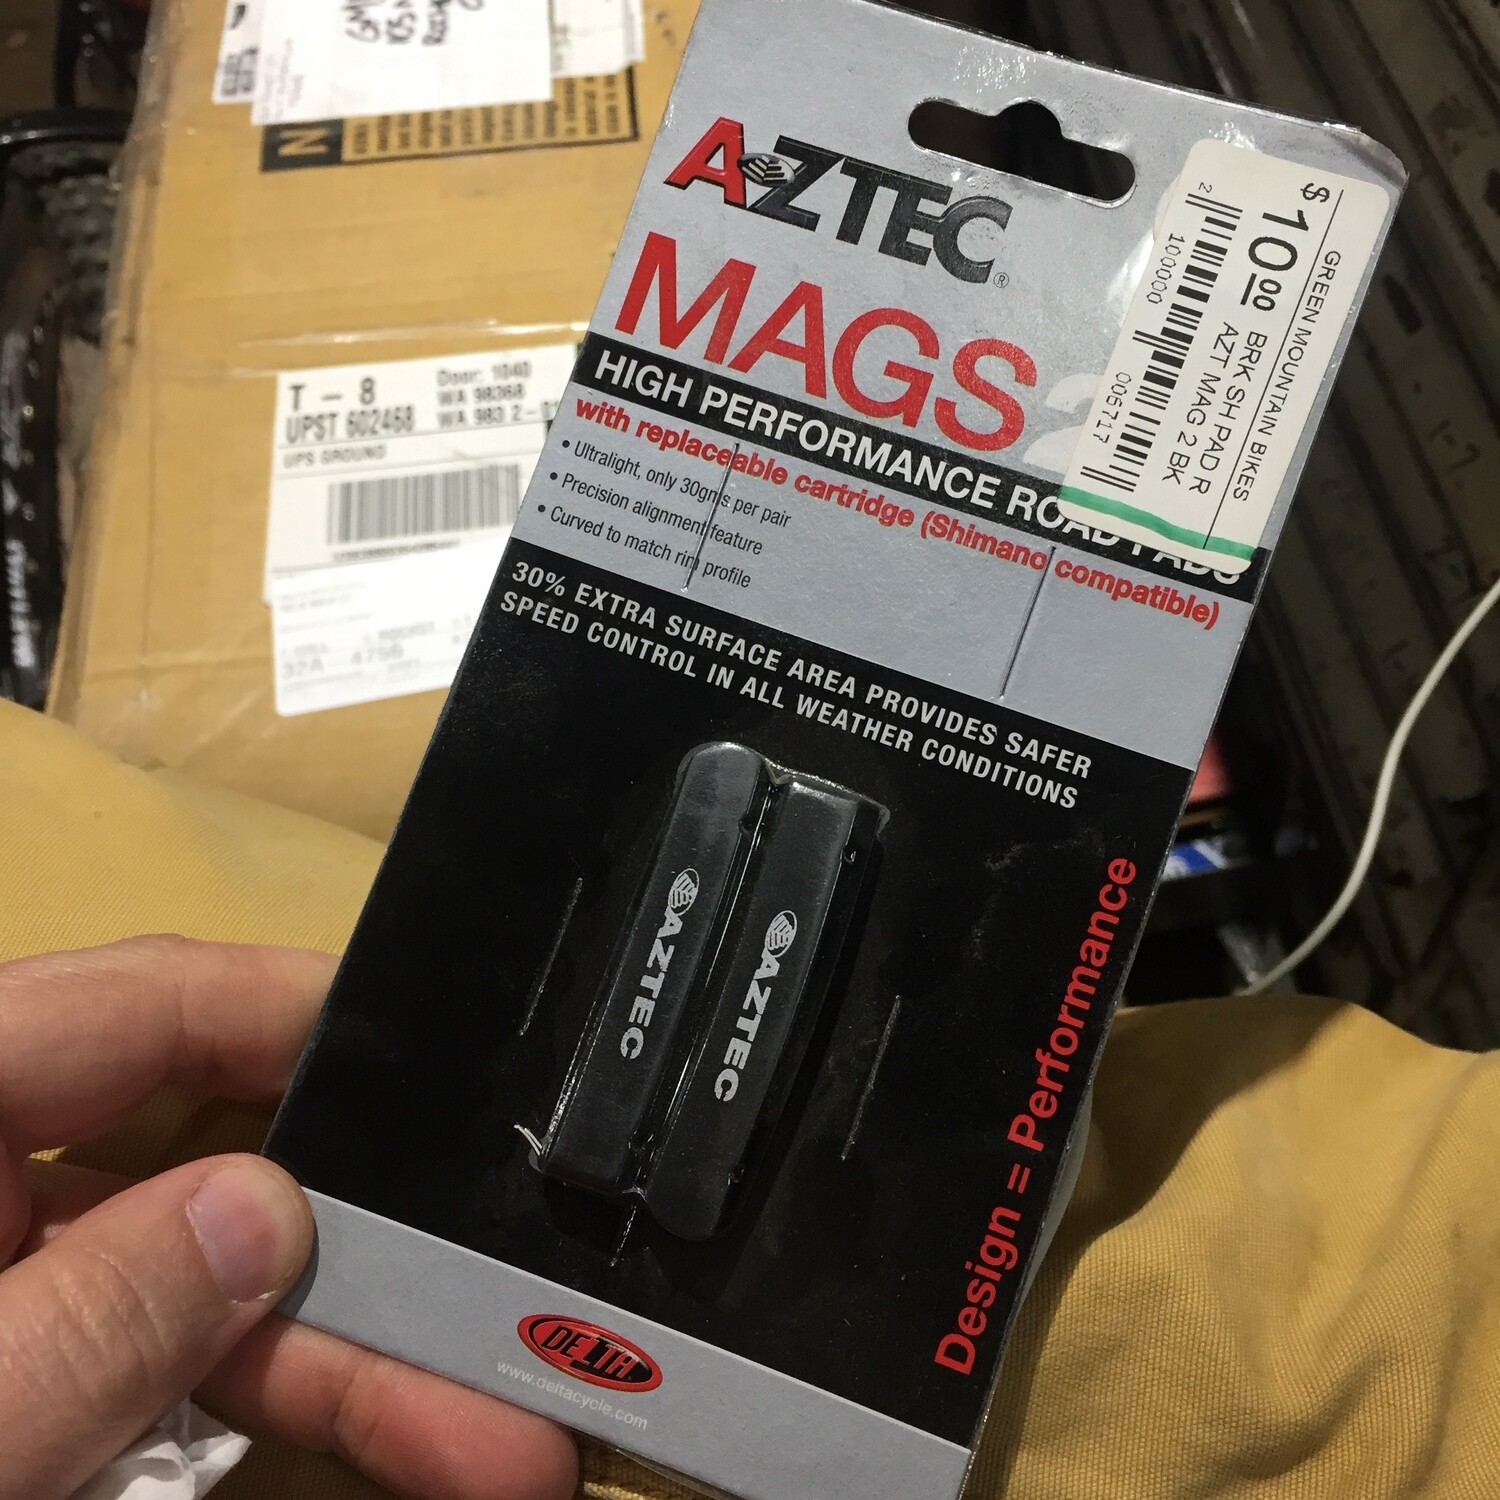 AZTEC®
MAGS
HIGH PERFORMANCE ROAD PADS
with replaceable cartridge (Shimano compatible)
• Ultralight, only 30gms per pair
• Precision alignment feature
• Curved to match rim profile
30% EXTRA SURFACE AREA PROVIDES SAFER
SPEED CONTROL IN ALL WEATHER CONDITIONS
AZTEC
AZTEC
Design = Performance
DELTA
www.deltacycle.com
GREEN MOUNTAIN BIKES
$ 10.00
BRK SH PAD R
AZT MAG 2 BK
2 100000 006717
T - 8
UPST 602468
UPS GROUND
Door: 1040
WA 98368
37A 4756